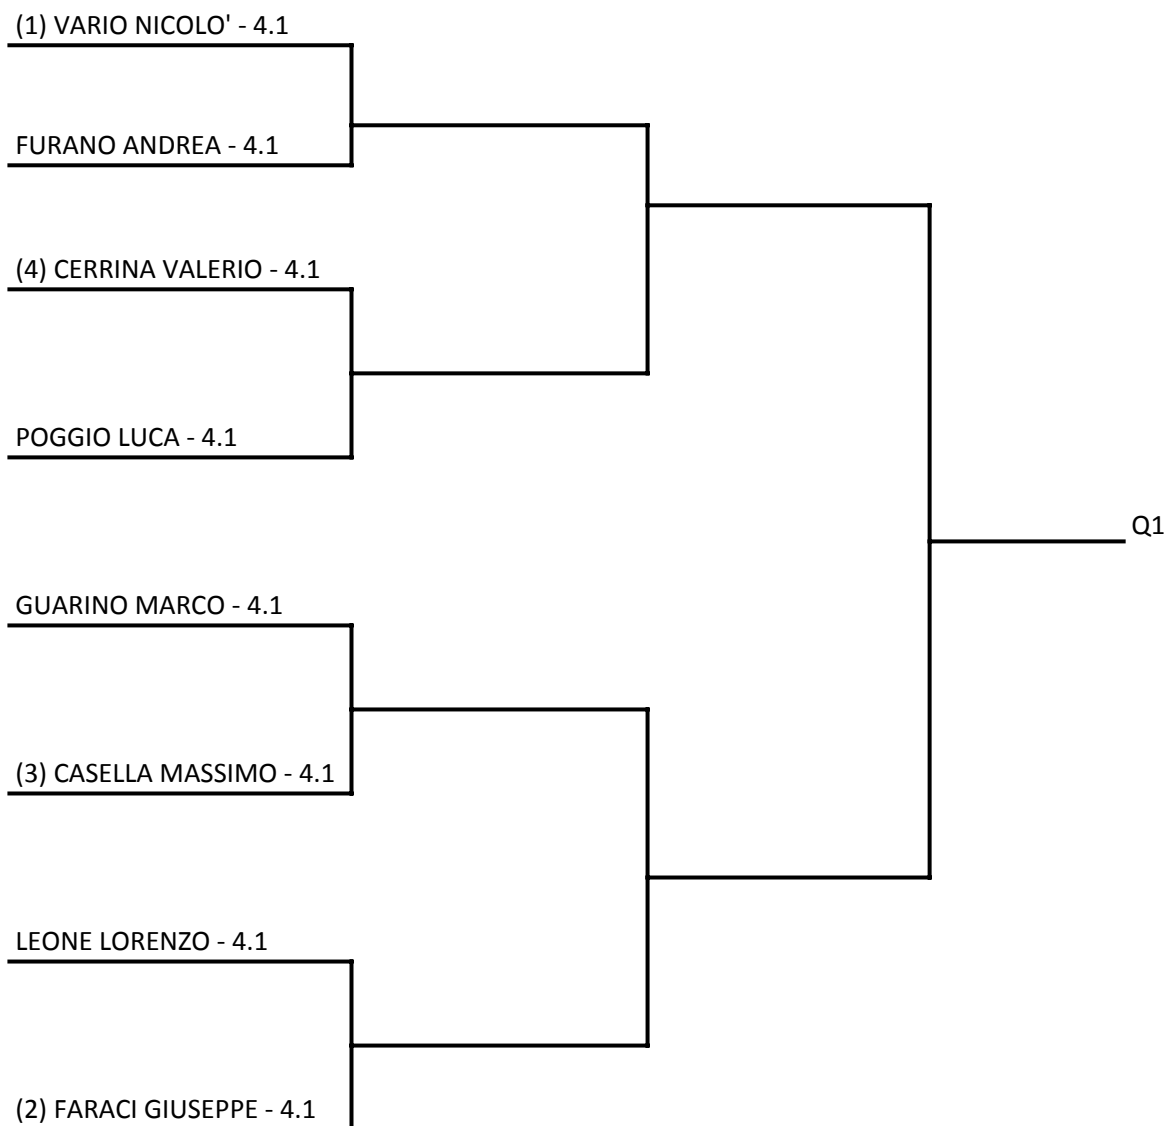 (1) VARIO NICOLO' - 4.1
FURANO ANDREA - 4.1
(4) CERRINA VALERIO - 4.1
POGGIO LUCA - 4.1
Q1
GUARINO MARCO - 4.1
(3) CASELLA MASSIMO - 4.1
LEONE LORENZO - 4.1
(2) FARACI GIUSEPPE - 4.1